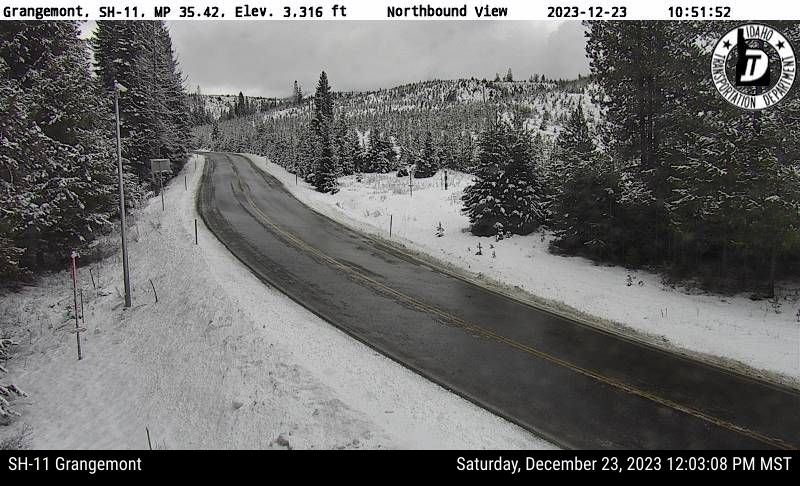 Grangemont, SH-11, MP 35.42, Elev. 3,316 ft Northbound View 2023-12-23 10:51:52
IDAHO
TRANSPORTATION DEPARTMENT
SH-11 Grangemont Saturday, December 23, 2023 12:03:08 PM MST